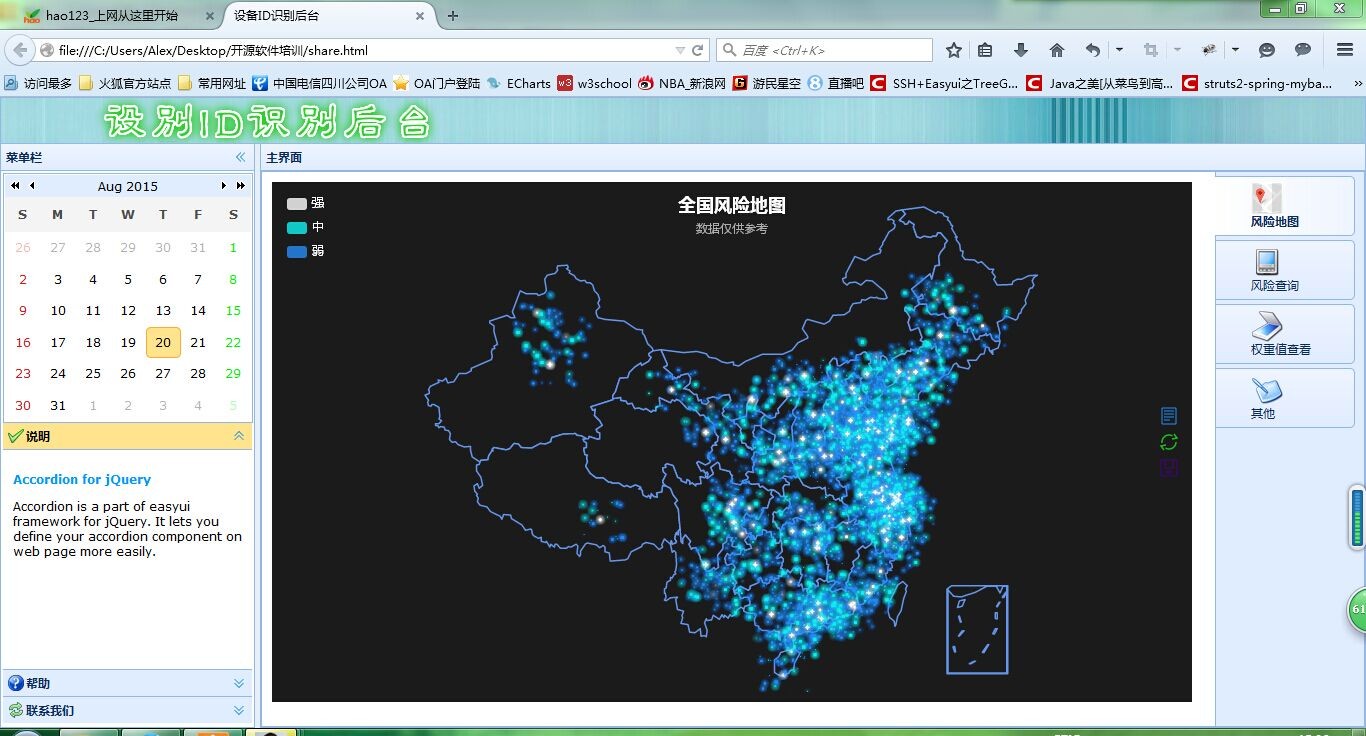 hao123_上网从这里开始
设备ID识别后台
file:///C:/Users/Alex/Desktop/开源软件培训/share.html
百度 <Ctrl+K>
访问最多 火狐官方站点 常用网址 中国电信四川公司OA OA门户登陆 ECharts w3school NBA_新浪网 游民星空 直播吧 SSH+Easyui之TreeG... Java之美[从菜鸟到高... struts2-spring-myba... »
设别ID识别后台
菜单栏
主界面
Aug 2015
S M T W T F S
26 27 28 29 30 31 1
2 3 4 5 6 7 8
9 10 11 12 13 14 15
16 17 18 19 20 21 22
23 24 25 26 27 28 29
30 31 1 2 3 4 5
说明
Accordion for jQuery
Accordion is a part of easyui
framework for jQuery. It lets you
define your accordion component on
web page more easily.
帮助
联系我们
强
中
弱
全国风险地图
数据仅供参考
风险地图
风险查询
权重值查看
其他
61